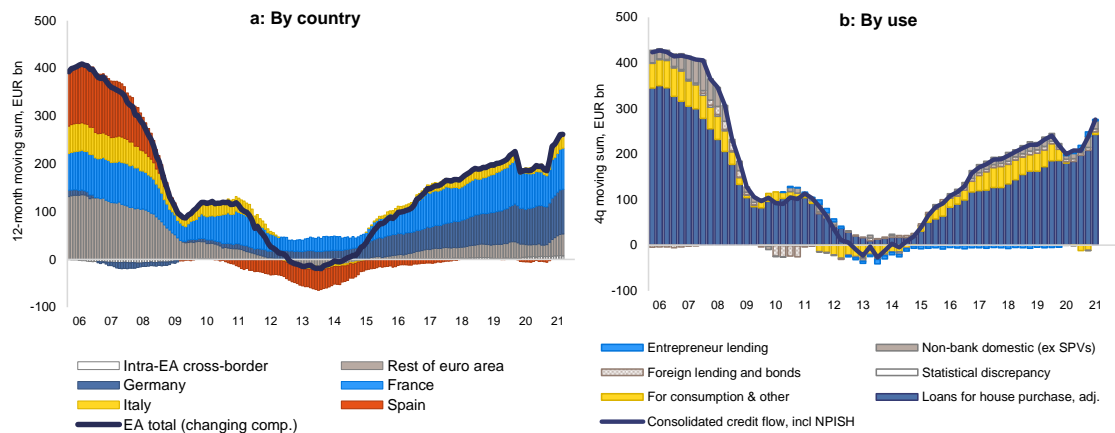 a: By country
12-month moving sum, EUR bn
500
400
300
200
100
0
-100
06 07 08 09 10 11 12 13 14 15 16 17 18 19 20 21
Intra-EA cross-border
Rest of euro area
Germany
France
Italy
Spain
EA total (changing comp.)
b: By use
4q moving sum, EUR bn
500
400
300
200
100
0
-100
06 07 08 09 10 11 12 13 14 15 16 17 18 19 20 21
Entrepreneur lending
Non-bank domestic (ex SPVs)
Foreign lending and bonds
Statistical discrepancy
For consumption & other
Loans for house purchase, adj.
Consolidated credit flow, incl NPISH